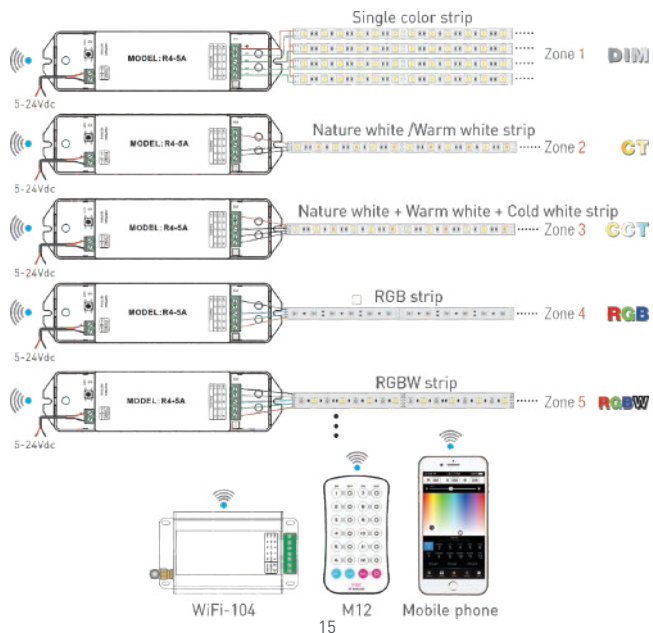 Single color strip
MODEL: R4-5A
Zone 1
DIM
5-24Vdc
Nature white /Warm white strip
MODEL: R4-5A
Zone 2
CT
5-24Vdc
Nature white + Warm white + Cold white strip
MODEL: R4-5A
Zone 3
CCT
5-24Vdc
RGB strip
MODEL: R4-5A
Zone 4
RGB
5-24Vdc
RGBW strip
MODEL: R4-5A
Zone 5
RGBW
5-24Vdc
WiFi-104
M12
Mobile phone
15